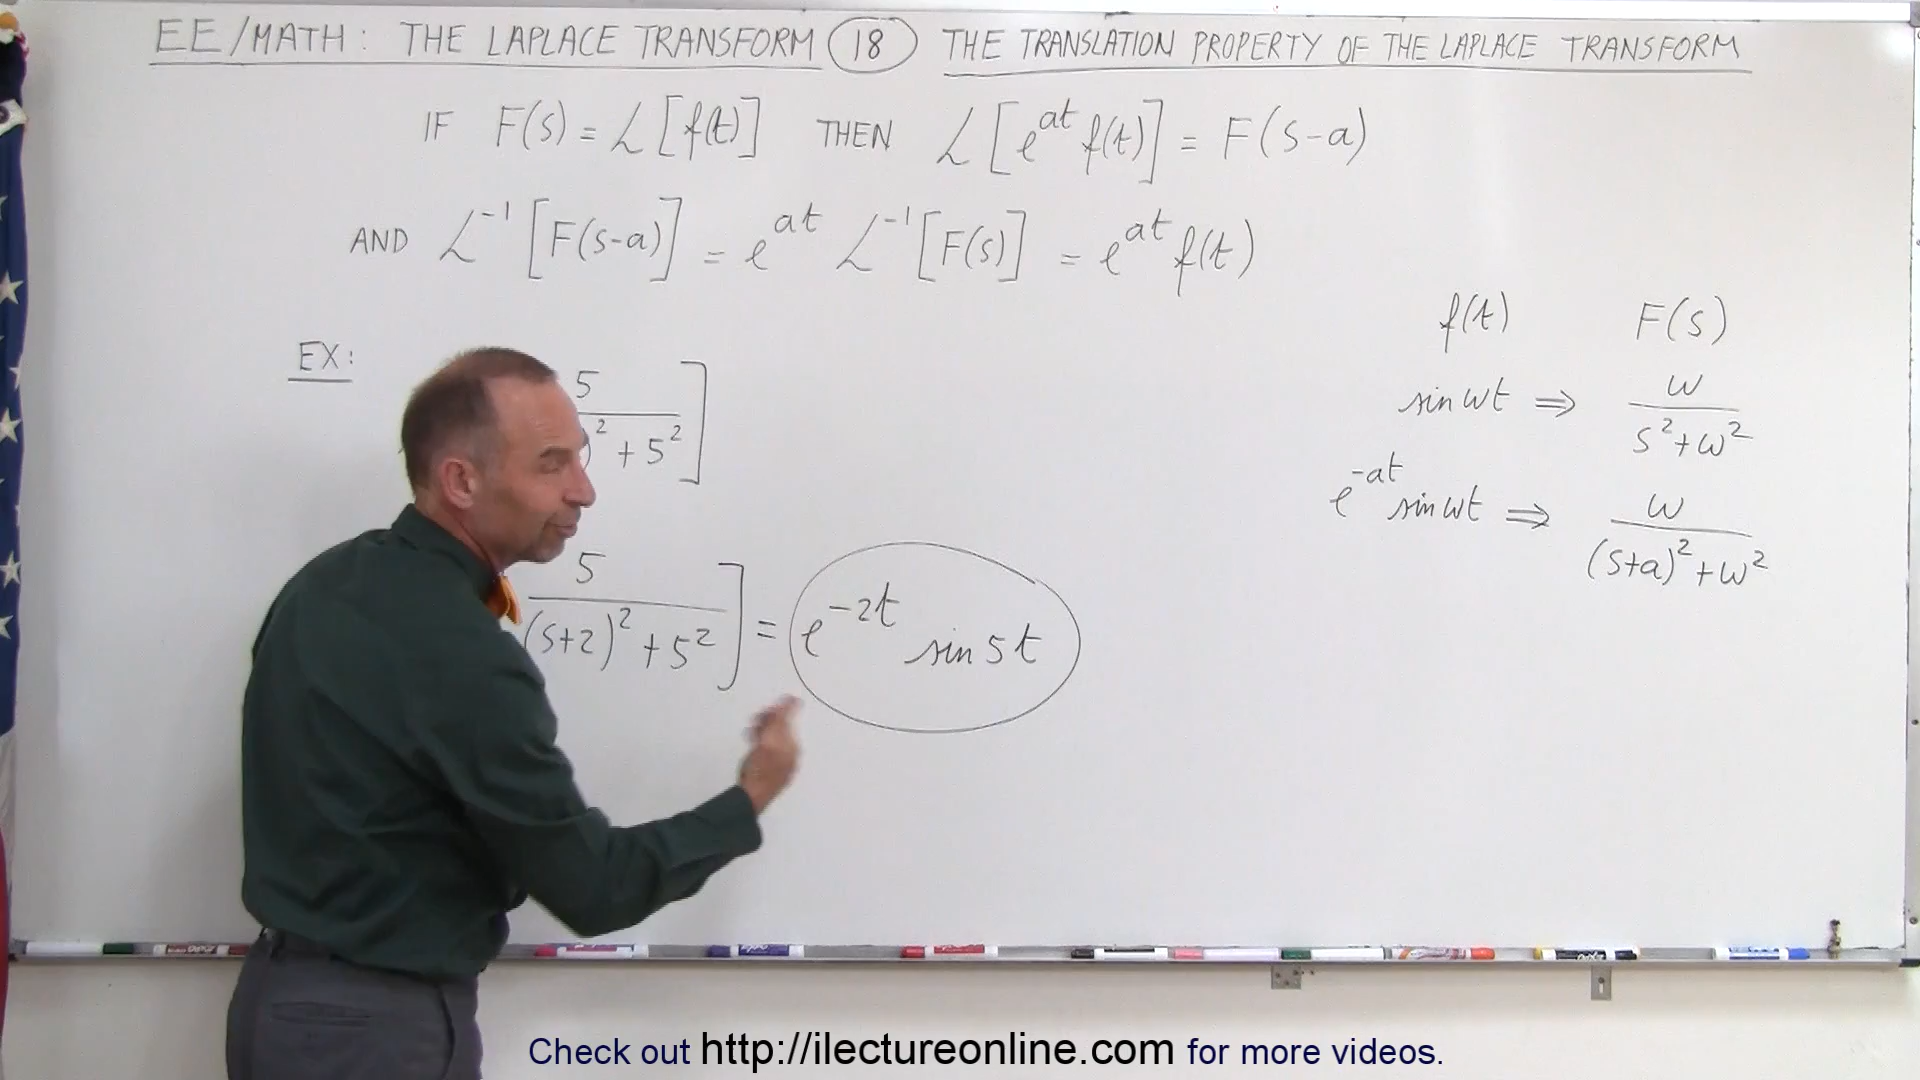 EE/MATH: THE LAPLACE TRANSFORM 18 THE TRANSLATION PROPERTY OF THE LAPLACE TRANSFORM
IF F(s) = ℒ[f(t)] THEN ℒ[e^{at} f(t)] = F(s-a)
AND ℒ^{-1}[F(s-a)] = e^{at} ℒ^{-1}[F(s)] = e^{at} f(t)
EX:
5
)^2 + 5^2]
5
(s+2)^2 + 5^2] = e^{-2t} sin 5t
f(t) F(s)
sin ωt ⇒ ω / (s^2 + ω^2)
e^{-at} sin ωt ⇒ ω / ((s+a)^2 + ω^2)
Check out http://ilectureonline.com for more videos.